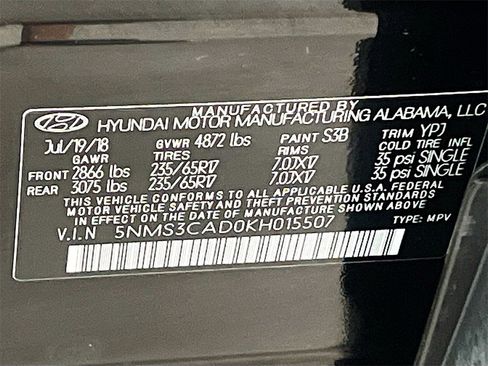 MANUFACTURED BY
HYUNDAI MOTOR MANUFACTURING ALABAMA, LLC
Jul/19/18 GVWR 4872 lbs PAINT S3B TRIM YPJ
GAWR TIRES RIMS COLD TIRE INFL
FRONT 2866 lbs 235/65R17 7.0JX17 35 psi SINGLE
REAR 3075 lbs 235/65R17 7.0JX17 35 psi SINGLE
THIS VEHICLE CONFORMS TO ALL APPLICABLE U.S.A. FEDERAL
MOTOR VEHICLE SAFETY AND THEFT PREVENTION STANDARDS
IN EFFECT ON THE DATE OF MANUFACTURE SHOWN ABOVE.
V.I.N 5NMS3CAD0KH015507 TYPE: MPV